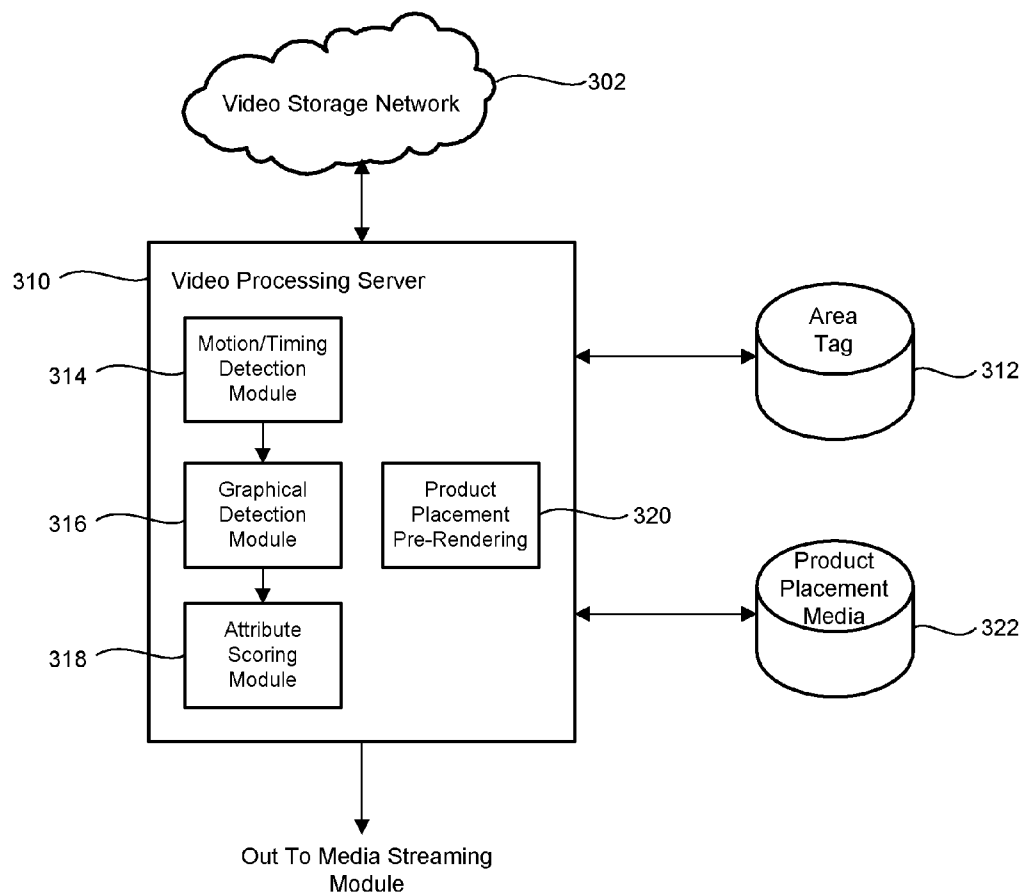 Video Storage Network
302
310
Video Processing Server
Motion/Timing
Detection
Module
314
Area
Tag
312
Graphical
Detection
Module
316
Product
Placement
Pre-Rendering
320
Product
Placement
Media
322
Attribute
Scoring
Module
318
Out To Media Streaming
Module